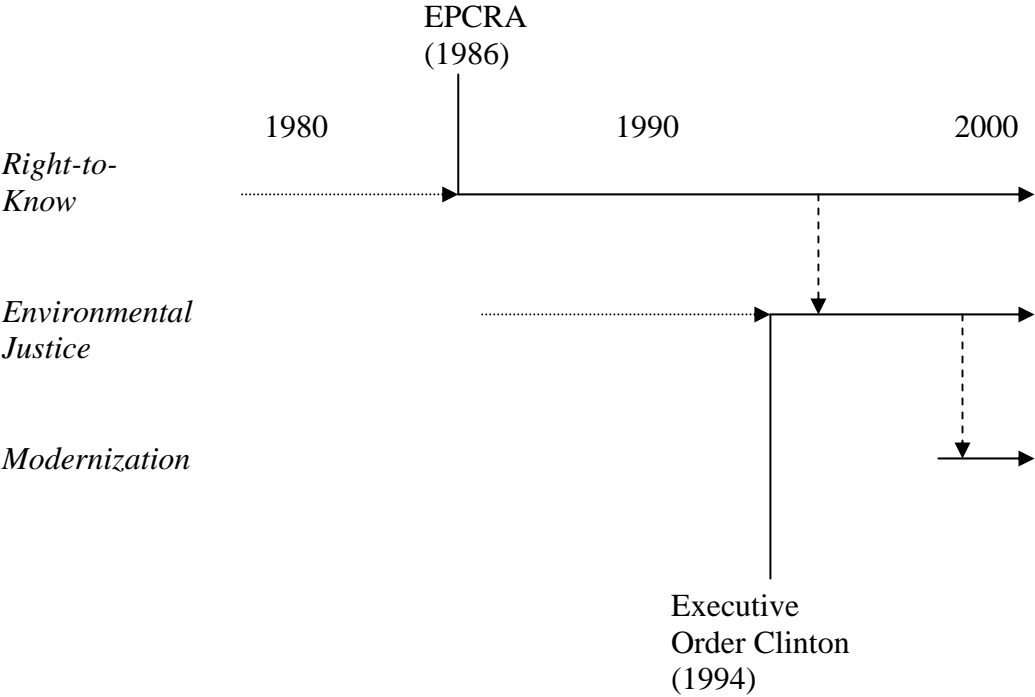 EPCRA
(1986)
1980 1990 2000
Right-to-
Know
Environmental
Justice
Modernization
Executive
Order Clinton
(1994)